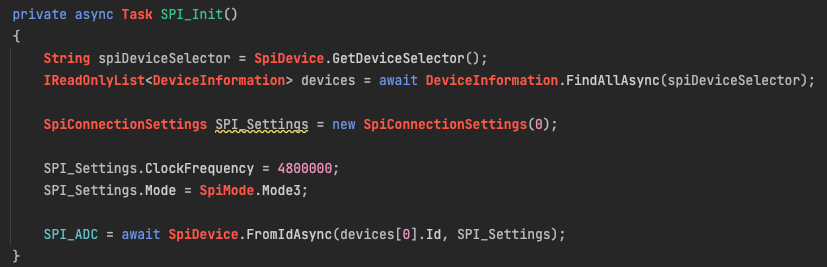 private async Task SPI_Init()
{
String spiDeviceSelector = SpiDevice.GetDeviceSelector();
IReadOnlyList<DeviceInformation> devices = await DeviceInformation.FindAllAsync(spiDeviceSelector);
SpiConnectionSettings SPI_Settings = new SpiConnectionSettings(0);
SPI_Settings.ClockFrequency = 4800000;
SPI_Settings.Mode = SpiMode.Mode3;
SPI_ADC = await SpiDevice.FromIdAsync(devices[0].Id, SPI_Settings);
}